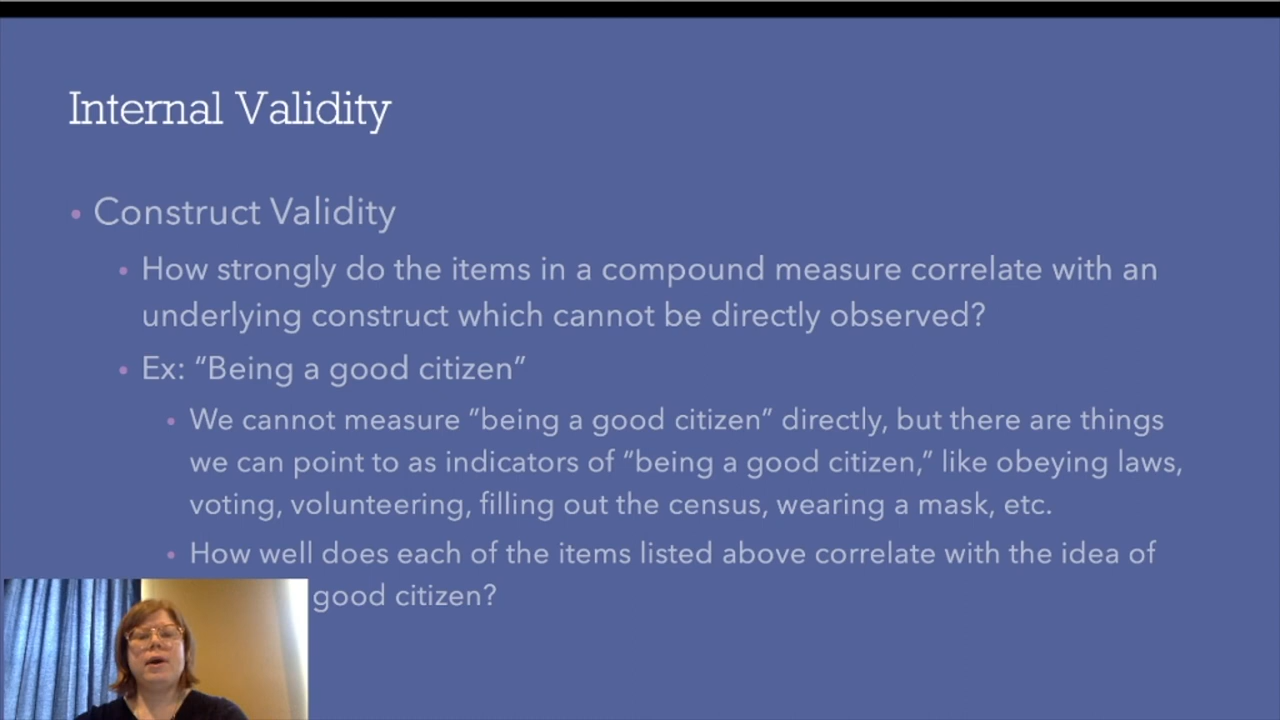 Internal Validity
• Construct Validity
• How strongly do the items in a compound measure correlate with an
underlying construct which cannot be directly observed?
• Ex: “Being a good citizen”
• We cannot measure “being a good citizen” directly, but there are things
we can point to as indicators of “being a good citizen,” like obeying laws,
voting, volunteering, filling out the census, wearing a mask, etc.
• How well does each of the items listed above correlate with the idea of
good citizen?